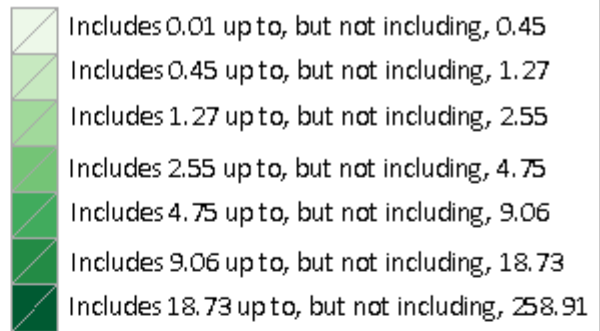 Includes 0.01 up to, but not including, 0.45
Includes 0.45 up to, but not including, 1.27
Includes 1.27 up to, but not including, 2.55
Includes 2.55 up to, but not including, 4.75
Includes 4.75 up to, but not including, 9.06
Includes 9.06 up to, but not including, 18.73
Includes 18.73 up to, but not including, 258.91